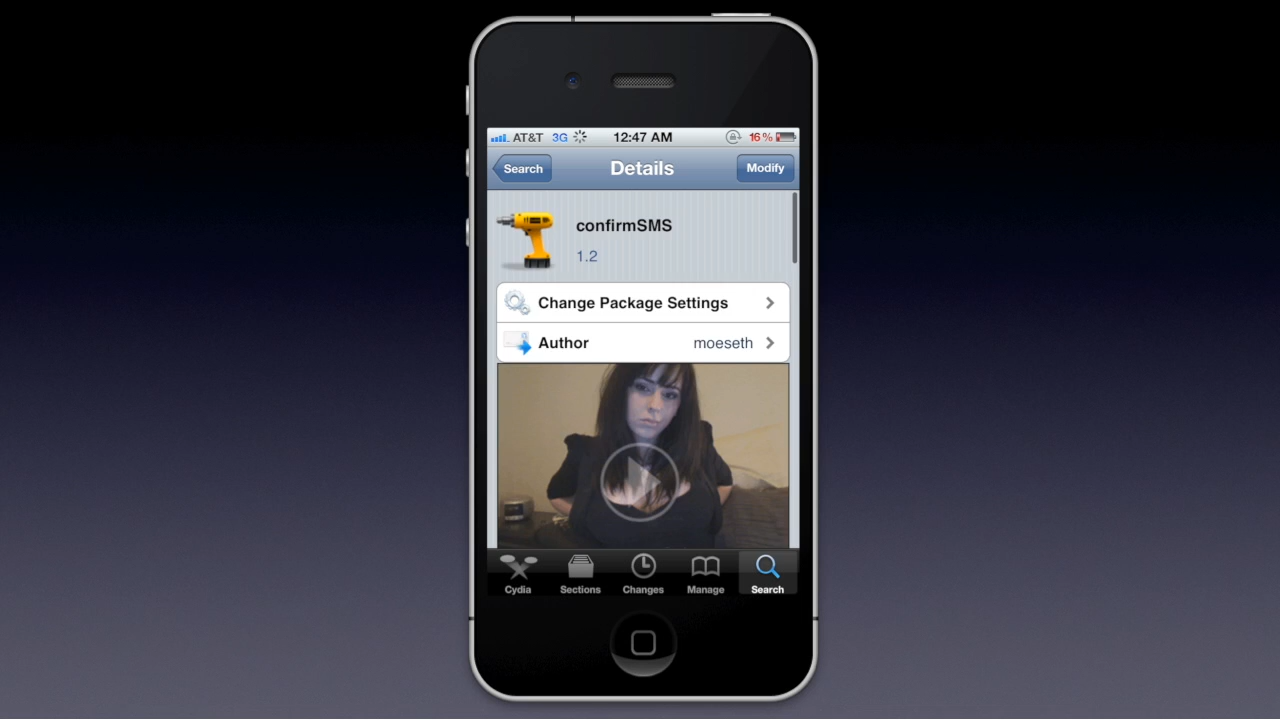 AT&T 3G 12:47 AM 16%
Search Details Modify
confirmSMS
1.2
Change Package Settings
Author moeseth
Cydia Sections Changes Manage Search